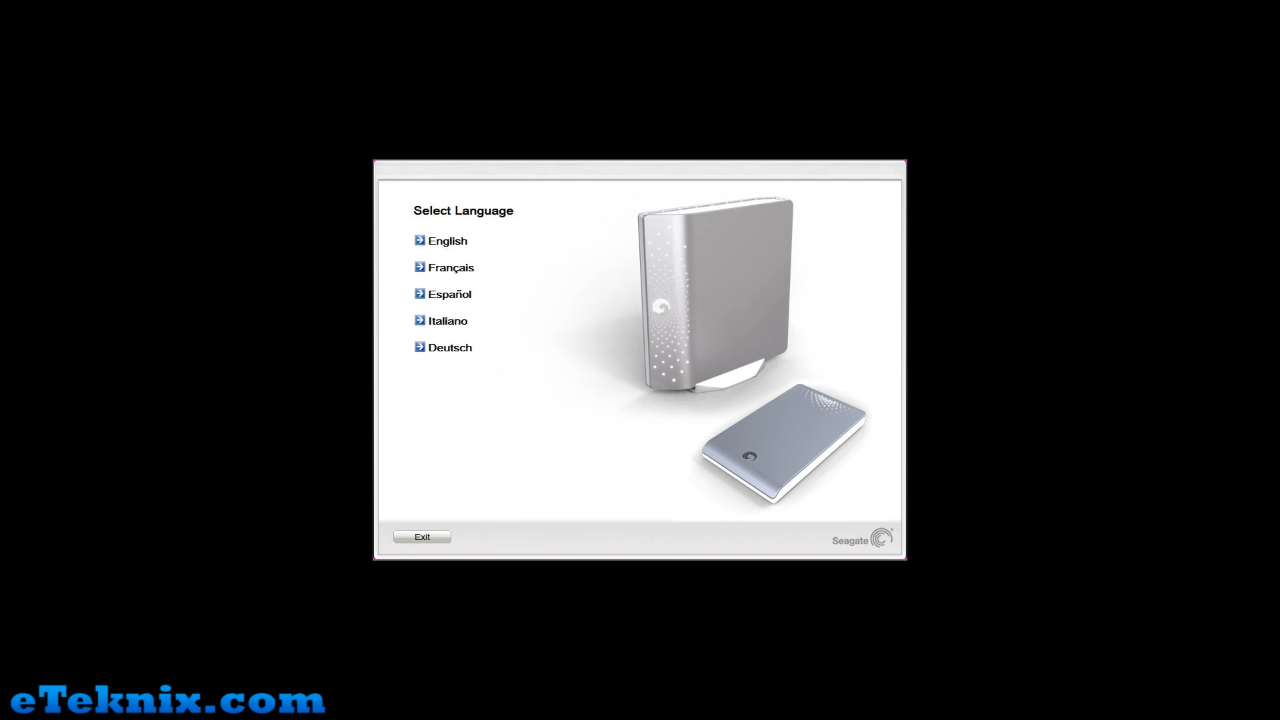 Select Language
English
Français
Español
Italiano
Deutsch
Exit
Seagate
eTeknix.com